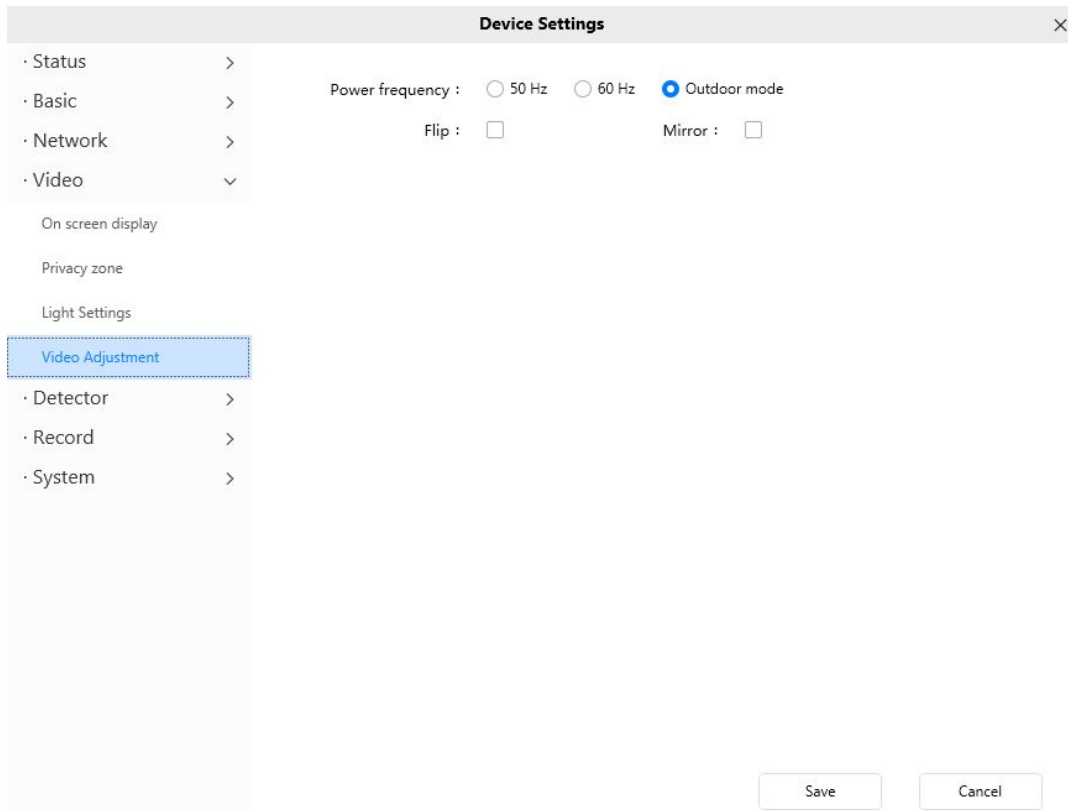 Device Settings
· Status
· Basic
· Network
· Video
On screen display
Privacy zone
Light Settings
Video Adjustment
· Detector
· Record
· System
Power frequency : 50 Hz 60 Hz Outdoor mode
Flip : Mirror :
Save Cancel